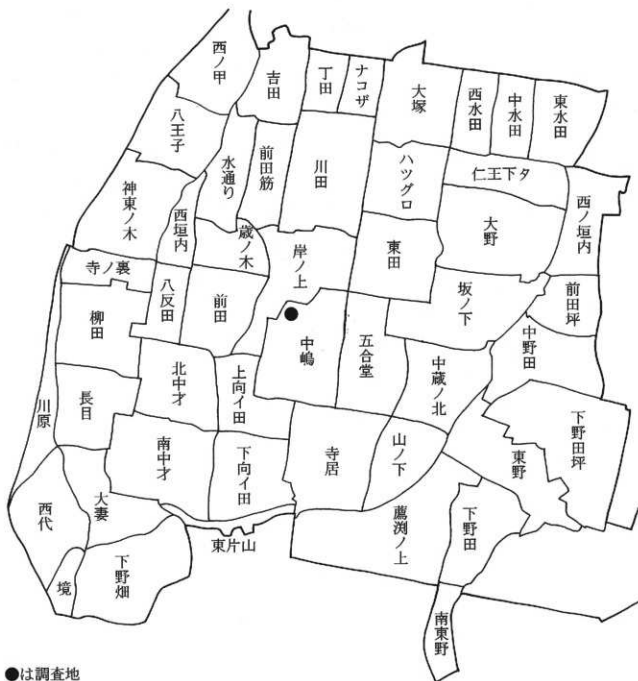 西ノ甲
吉田
丁田
ナコザ
大塚
西水田
中水田
東水田
八王子
水通り
前田筋
川田
ハツグロ
仁王下タ
神東ノ木
西垣内
歳ノ木
岸ノ上
東田
大野
西ノ垣内
寺ノ裏
八反田
前田
坂ノ下
前田坪
柳田
中嶋
五合堂
中蔵ノ北
中野田
北中才
上向イ田
川原
長目
下野田坪
南中才
下向イ田
寺居
山ノ下
東野
西代
大妻
東片山
薦渕ノ上
下野田
境
下野畑
南東野
●は調査地